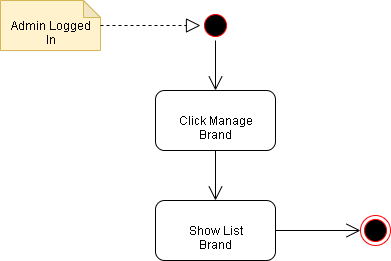 Admin Logged
In
Click Manage
Brand
Show List
Brand